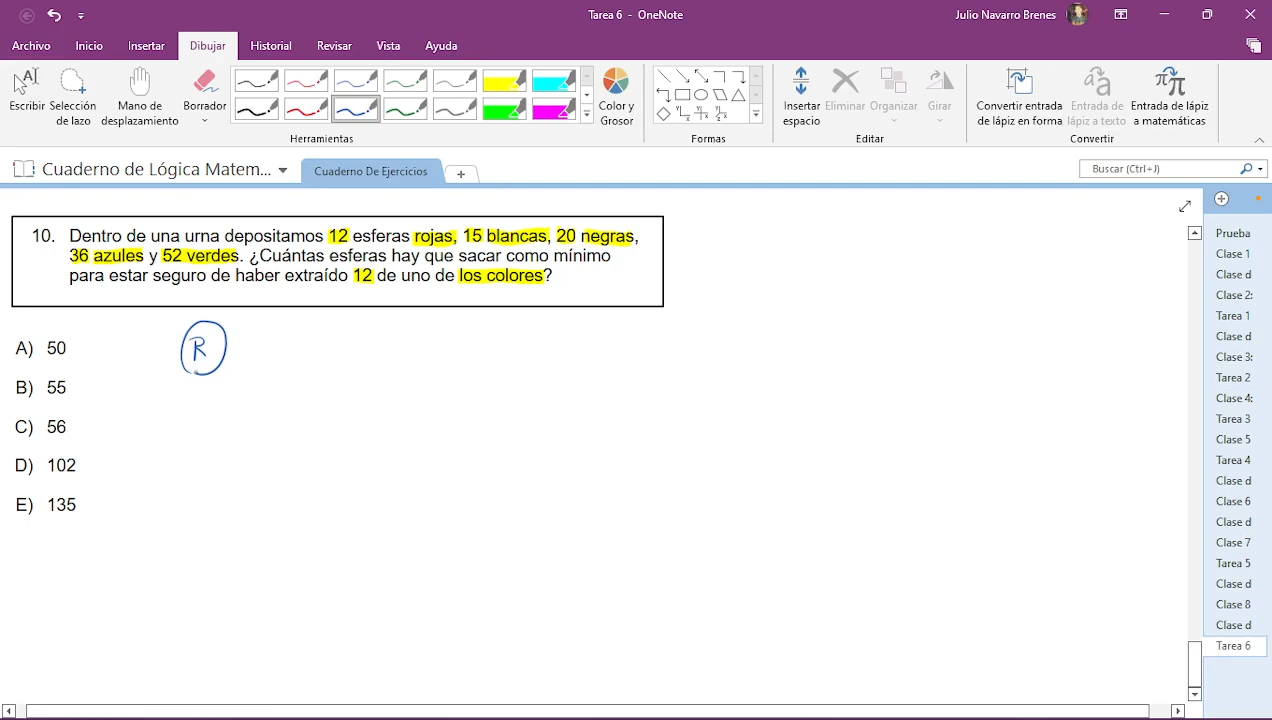 Tarea 6 - OneNote
Julio Navarro Brenes
Archivo Inicio Insertar Dibujar Historial Revisar Vista Ayuda
Escribir
Selección de lazo
Mano de desplazamiento
Borrador
Color y Grosor
Insertar espacio
Eliminar
Organizar
Girar
Convertir entrada de lápiz en forma
Entrada de lápiz a texto
Entrada de lápiz a matemáticas
Herramientas Formas Editar Convertir
Cuaderno de Lógica Matem...
Cuaderno De Ejercicios
Buscar (Ctrl+J)
10. Dentro de una urna depositamos 12 esferas rojas, 15 blancas, 20 negras,
36 azules y 52 verdes. ¿Cuántas esferas hay que sacar como mínimo
para estar seguro de haber extraído 12 de uno de los colores?
A) 50
R
B) 55
C) 56
D) 102
E) 135
Prueba
Clase 1
Clase d
Clase 2:
Tarea 1
Clase d
Clase 3:
Tarea 2
Clase 4:
Tarea 3
Clase 5
Tarea 4
Clase d
Clase 6
Clase d
Clase 7
Tarea 5
Clase d
Clase 8
Clase d
Tarea 6